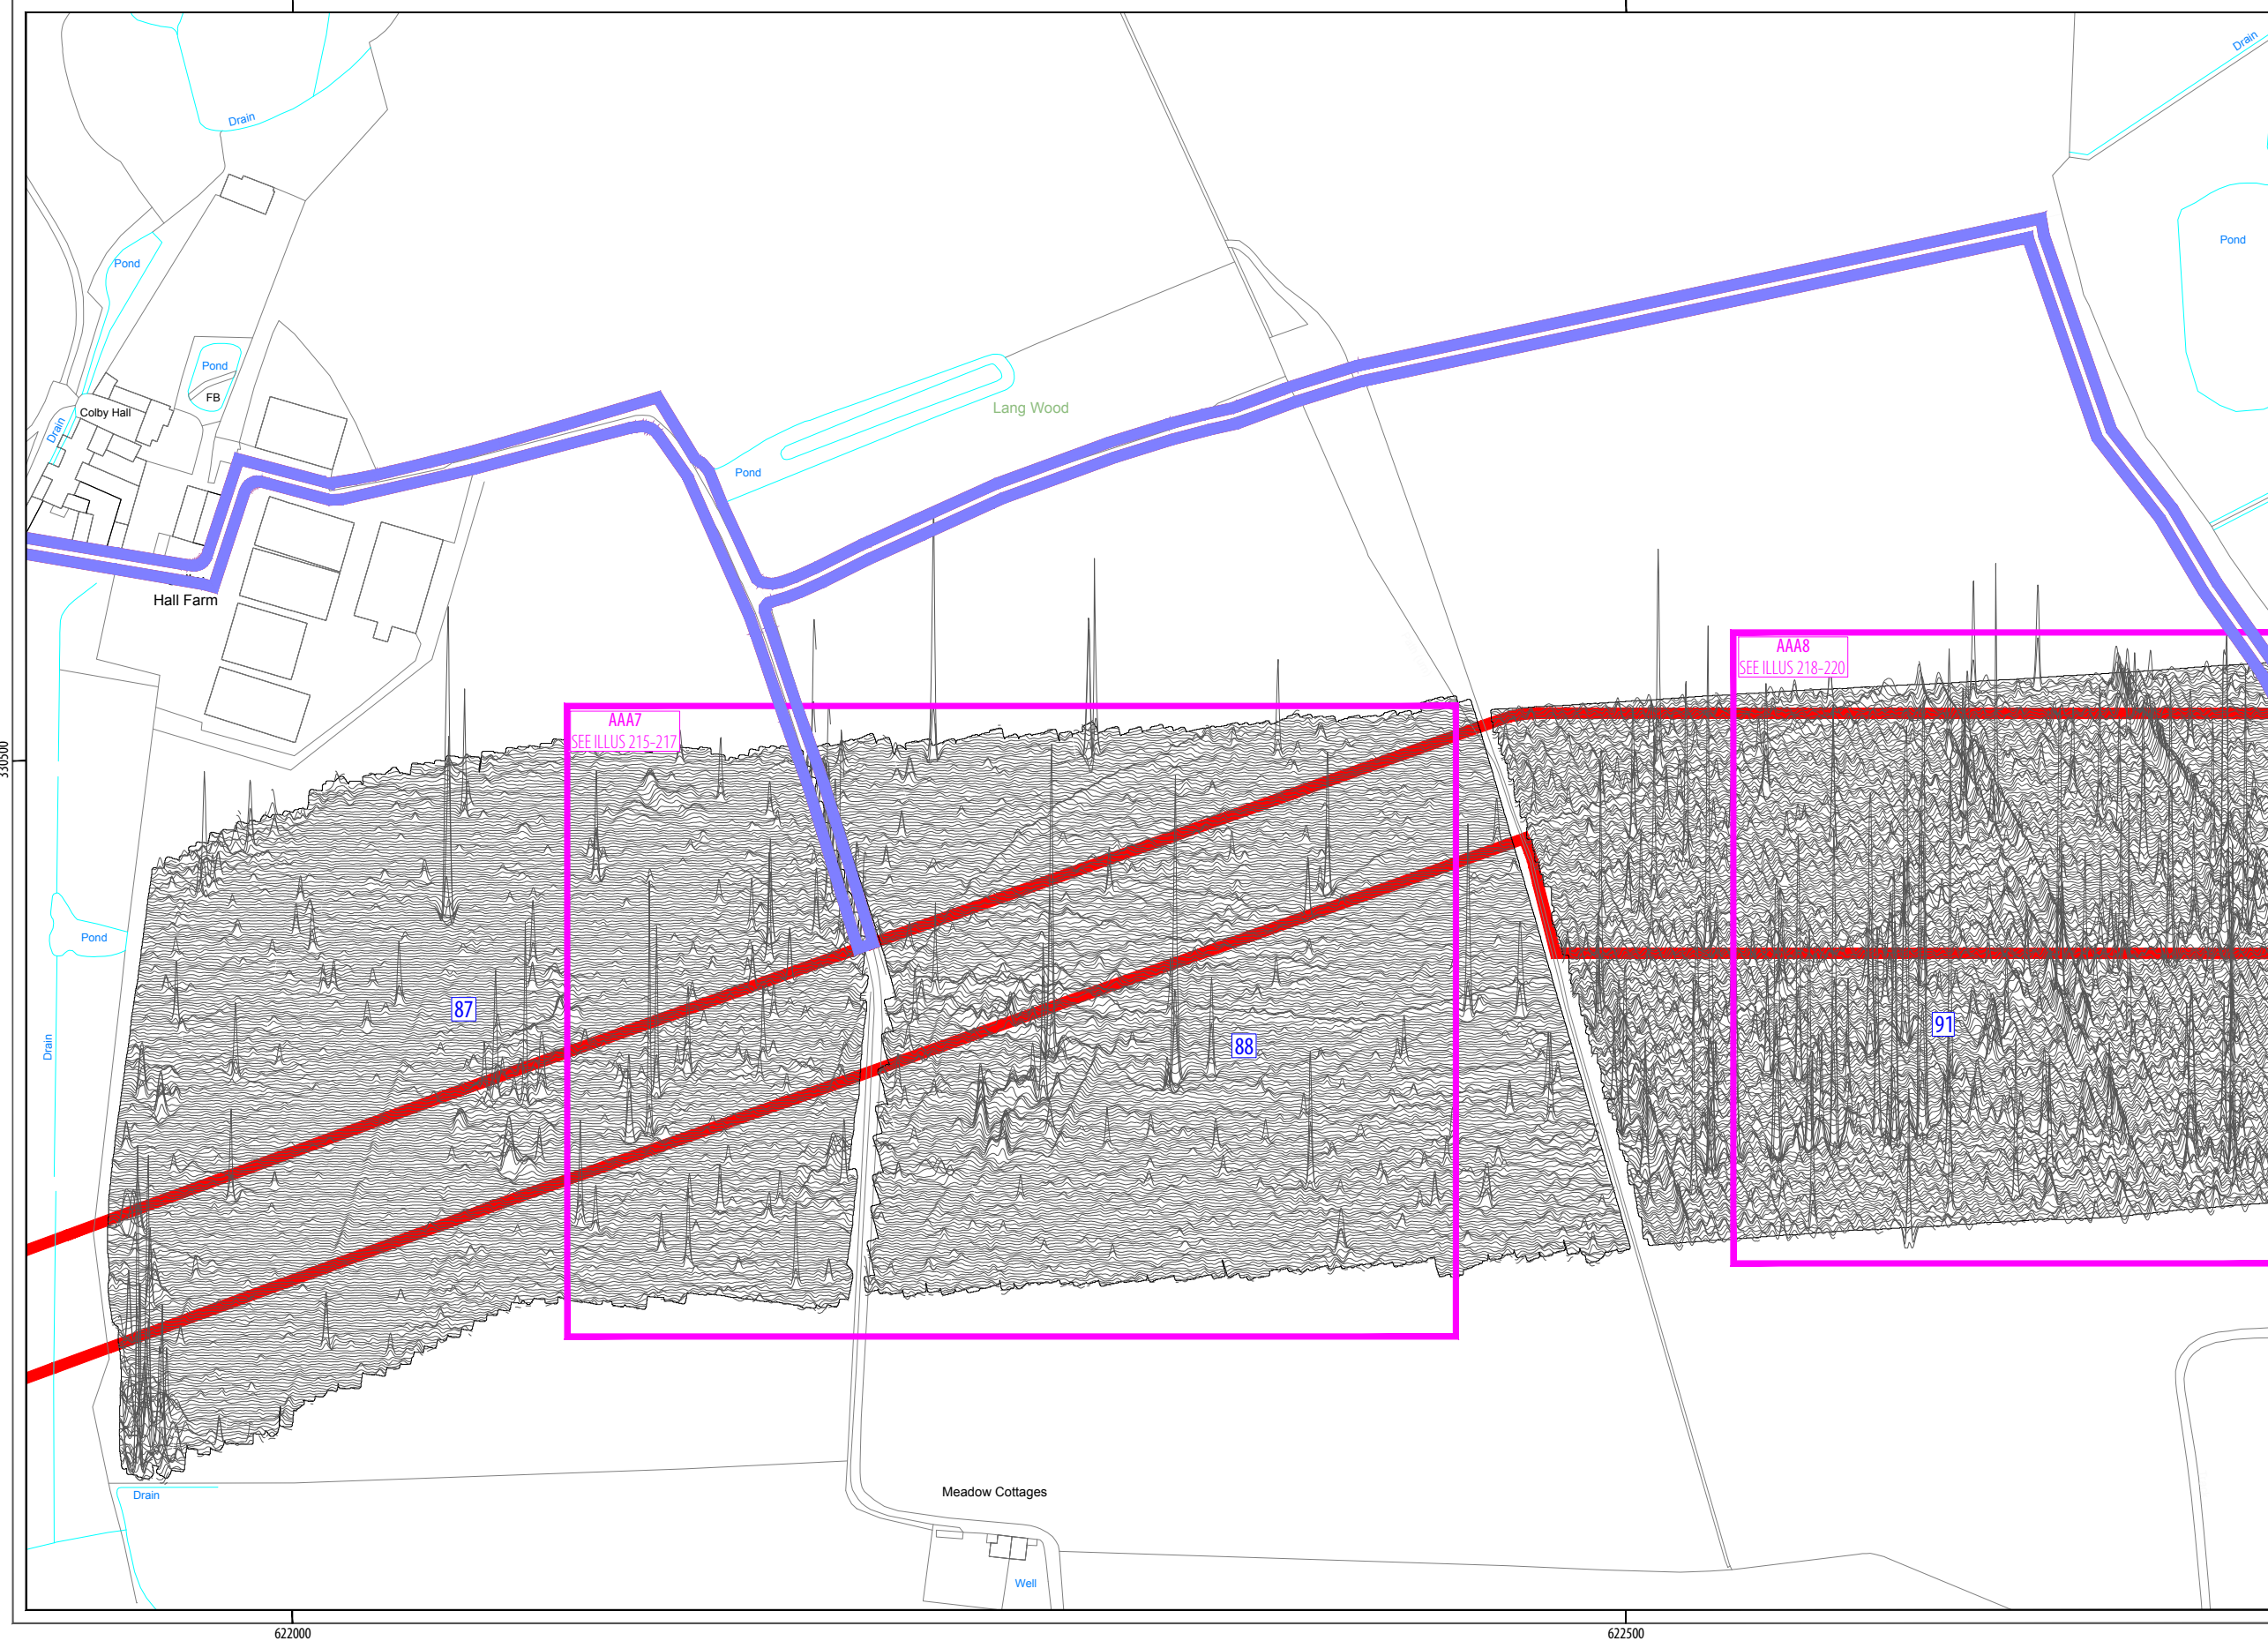 Drain
Drain
Pond
Pond
Pond
FB
Colby Hall
Drain
Lang Wood
Pond
Hall Farm
AAA8
SEE ILLUS 218-220
AAA7
SEE ILLUS 215-217
330500
Pond
87
91
88
Drain
Meadow Cottages
Drain
Well
622000
622500